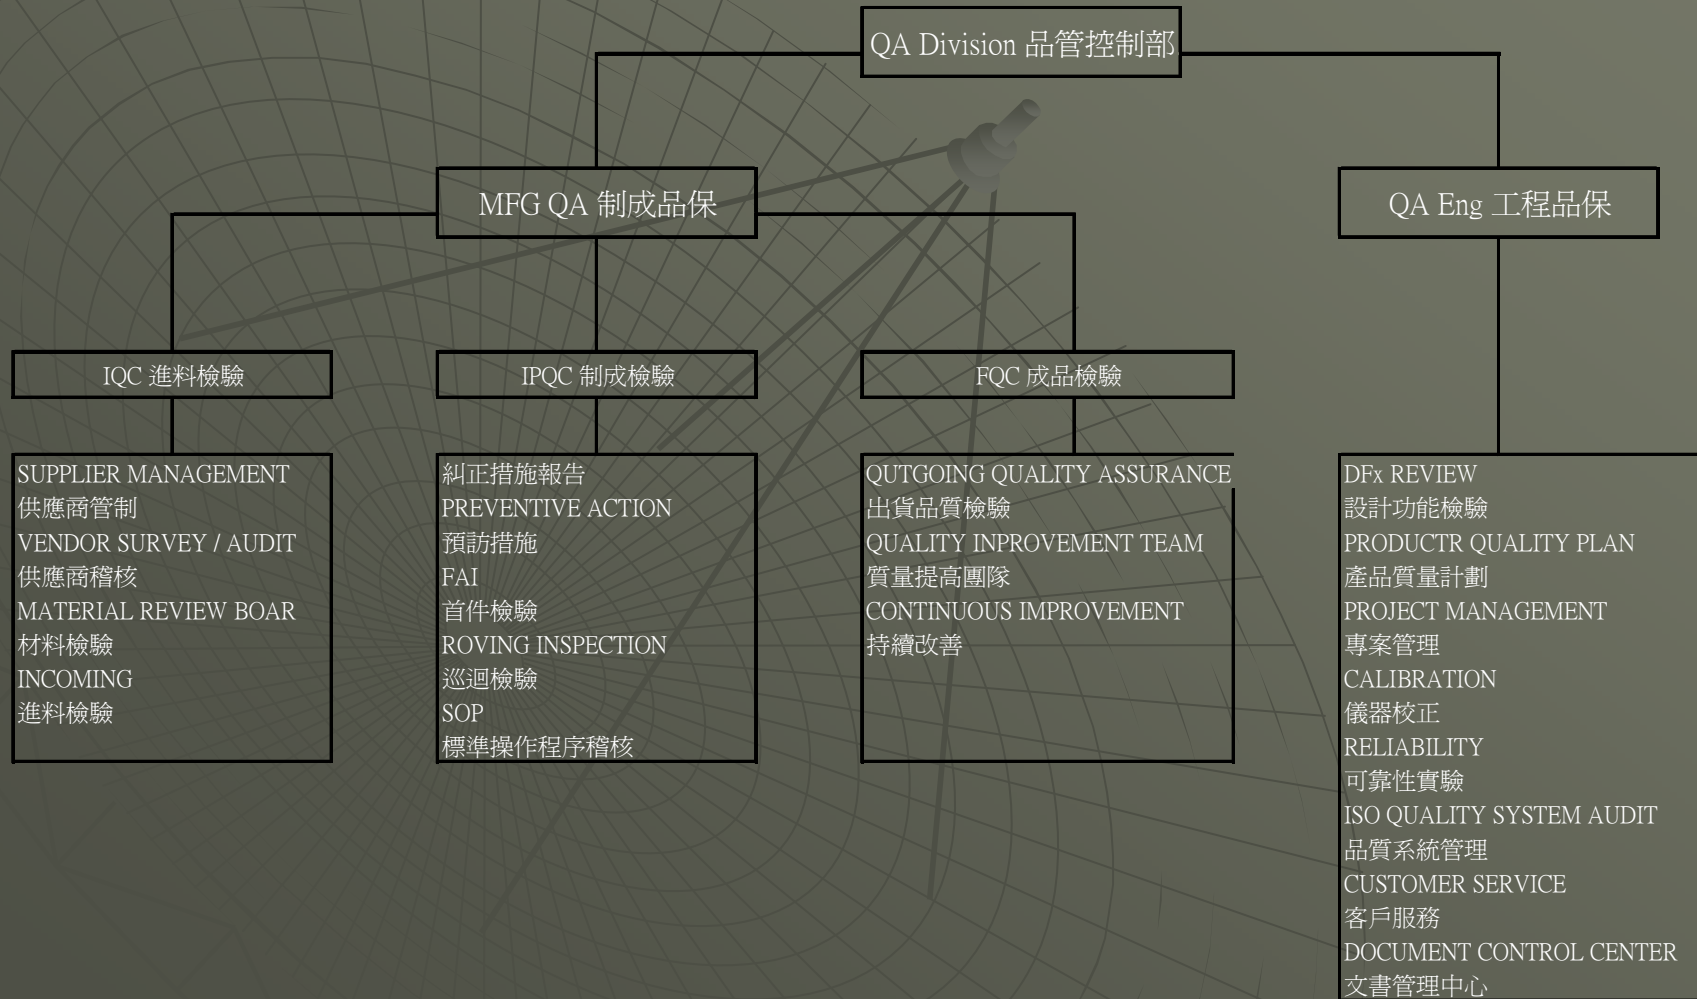 QA Division 品管控制部
MFG QA 制成品保
QA Eng 工程品保
IQC 進料檢驗
IPQC 制成檢驗
FQC 成品檢驗
SUPPLIER MANAGEMENT
供應商管制
VENDOR SURVEY / AUDIT
供應商稽核
MATERIAL REVIEW BOAR
材料檢驗
INCOMING
進料檢驗
糾正措施報告
PREVENTIVE ACTION
預訪措施
FAI
首件檢驗
ROVING INSPECTION
巡迴檢驗
SOP
標準操作程序稽核
QUTGOING QUALITY ASSURANCE
出貨品質檢驗
QUALITY INPROVEMENT TEAM
質量提高團隊
CONTINUOUS IMPROVEMENT
持續改善
DFx REVIEW
設計功能檢驗
PRODUCTR QUALITY PLAN
產品質量計劃
PROJECT MANAGEMENT
專案管理
CALIBRATION
儀器校正
RELIABILITY
可靠性實驗
ISO QUALITY SYSTEM AUDIT
品質系統管理
CUSTOMER SERVICE
客戶服務
DOCUMENT CONTROL CENTER
文書管理中心